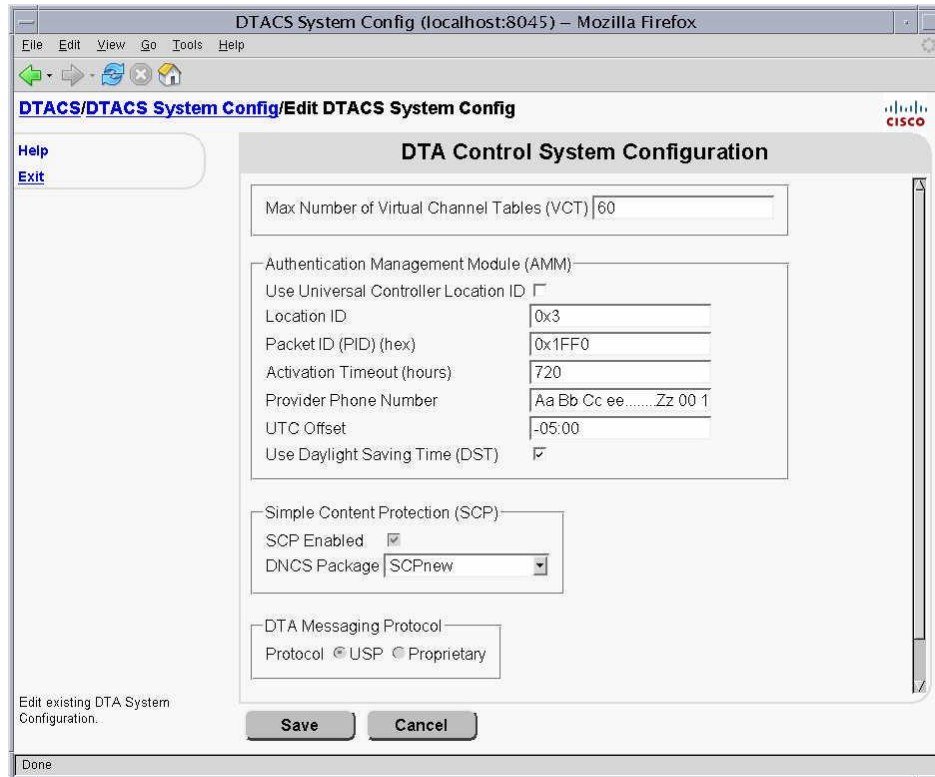 DTACS System Config (localhost:8045) – Mozilla Firefox
File Edit View Go Tools Help
DTACS/DTACS System Config/Edit DTACS System Config
CISCO
Help
Exit
DTA Control System Configuration
Max Number of Virtual Channel Tables (VCT) 60
Authentication Management Module (AMM)
Use Universal Controller Location ID
Location ID 0x3
Packet ID (PID) (hex) 0x1FF0
Activation Timeout (hours) 720
Provider Phone Number Aa Bb Cc ee........Zz 00 1
UTC Offset -05:00
Use Daylight Saving Time (DST)
Simple Content Protection (SCP)
SCP Enabled
DNCS Package SCPnew
DTA Messaging Protocol
Protocol USP Proprietary
Edit existing DTA System
Configuration.
Save Cancel
Done